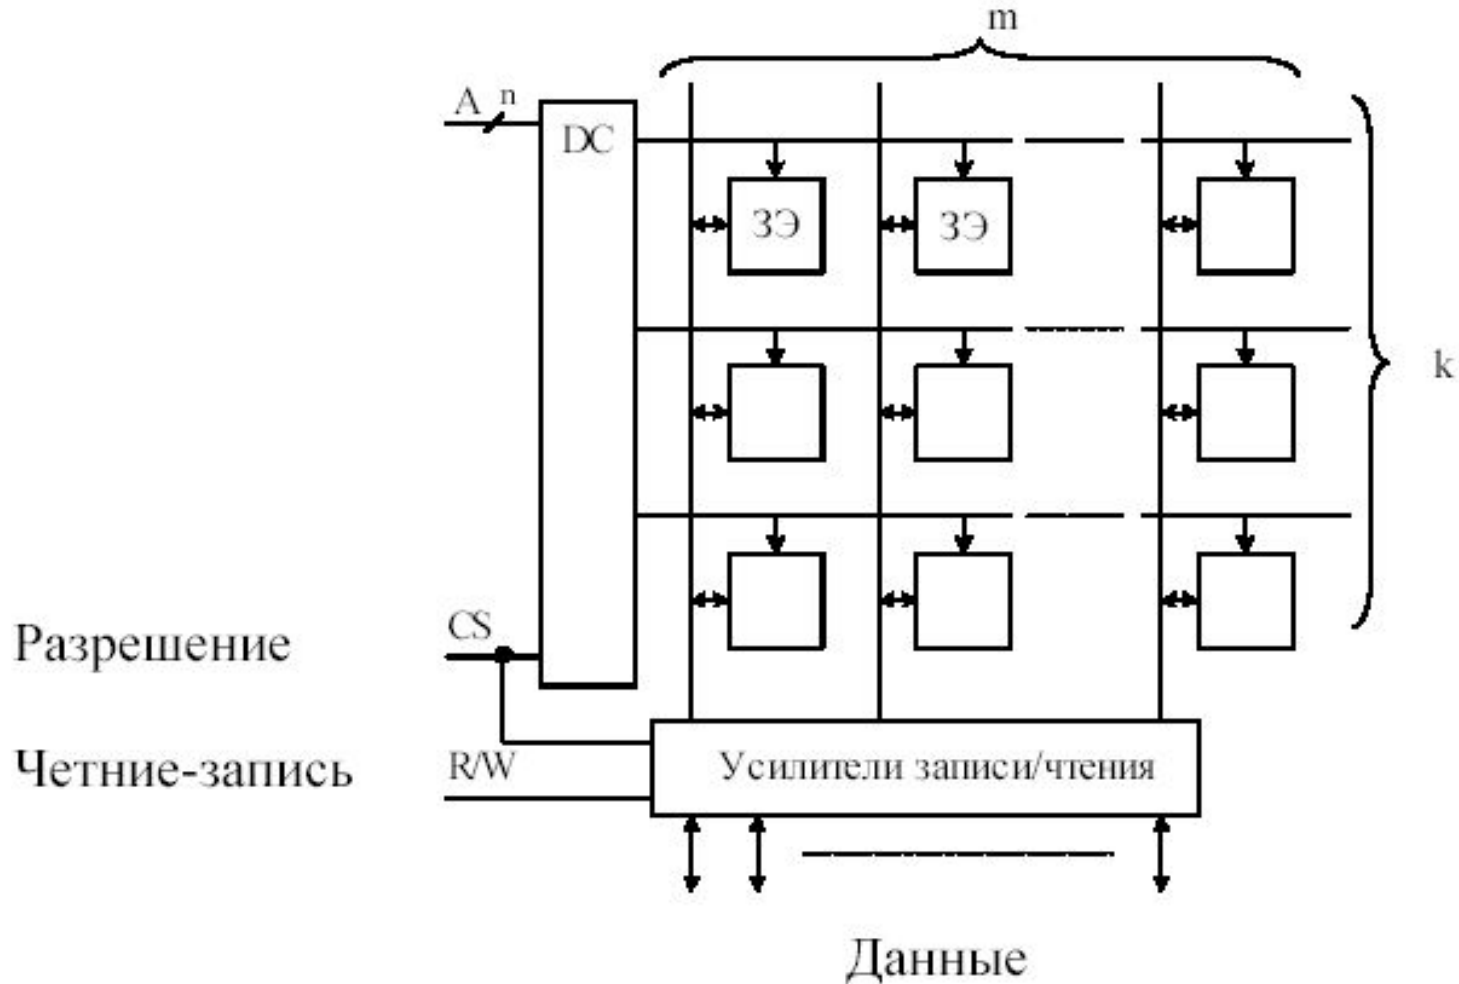 m
A n
DC
ЗЭ ЗЭ
k
CS
Разрешение
Четние-запись
R/W
Усилители записи/чтения
Данные